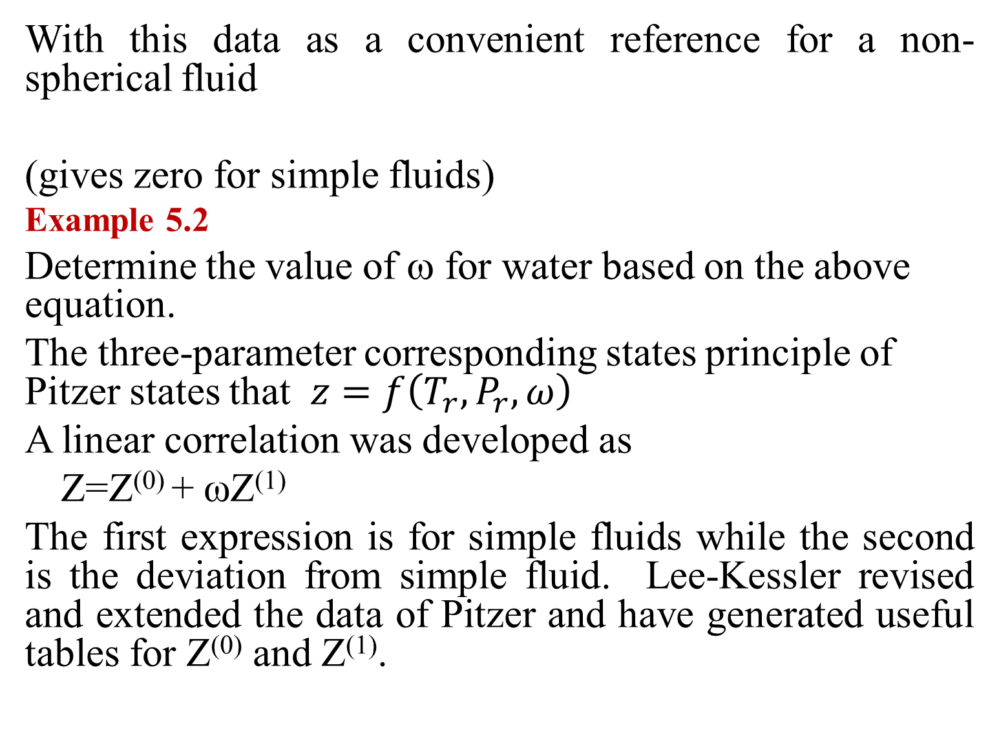 With this data as a convenient reference for a non-
spherical fluid
(gives zero for simple fluids)
Example 5.2
Determine the value of ω for water based on the above
equation.
The three-parameter corresponding states principle of
Pitzer states that z = f(Tᵣ, Pᵣ, ω)
A linear correlation was developed as
Z=Z⁽⁰⁾ + ωZ⁽¹⁾
The first expression is for simple fluids while the second
is the deviation from simple fluid. Lee-Kessler revised
and extended the data of Pitzer and have generated useful
tables for Z⁽⁰⁾ and Z⁽¹⁾.